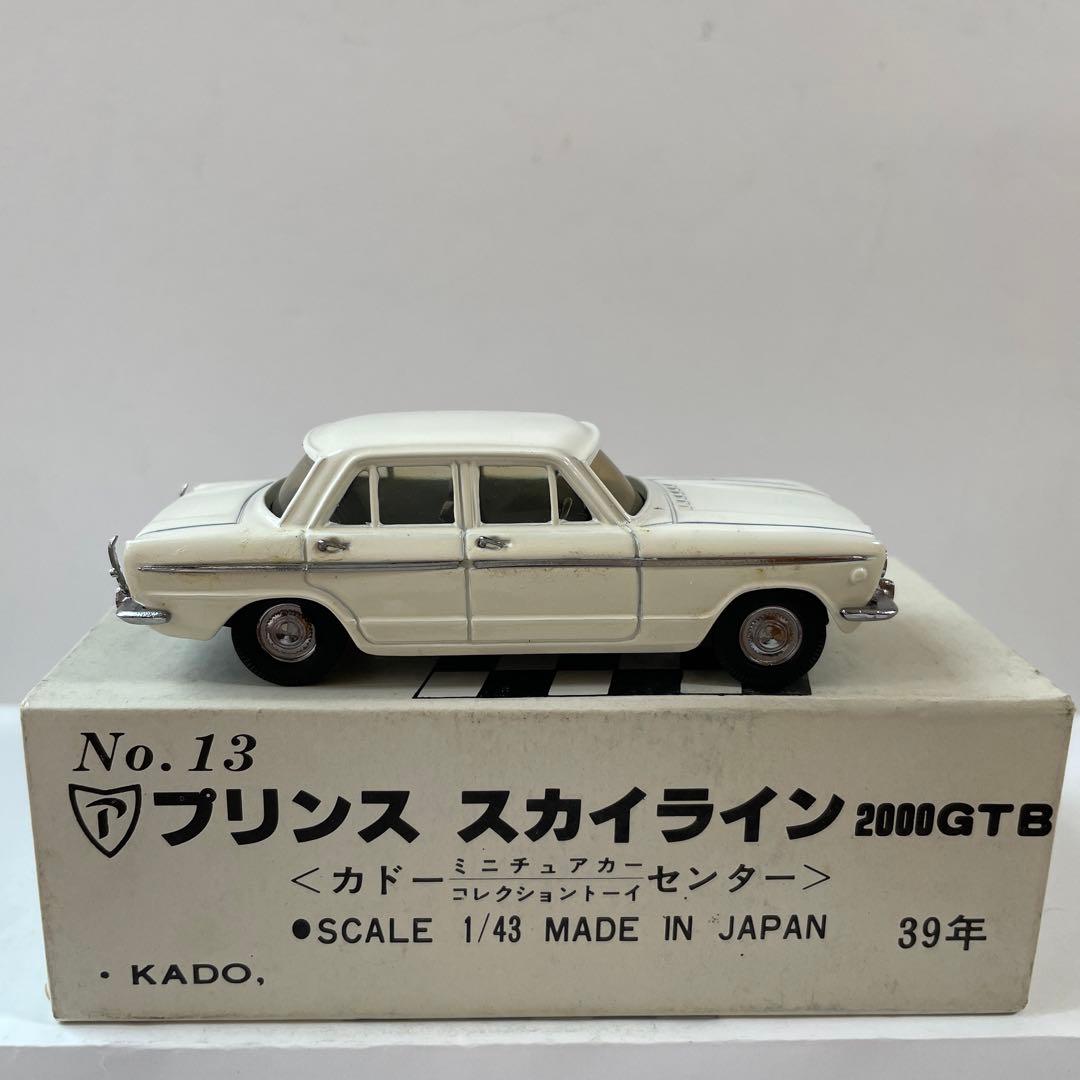 No.13
P プリンス スカイライン 2000GTB
<カドー ミニチュアカー コレクショントーイ センター>
●SCALE 1/43 MADE IN JAPAN 39年
・KADO,